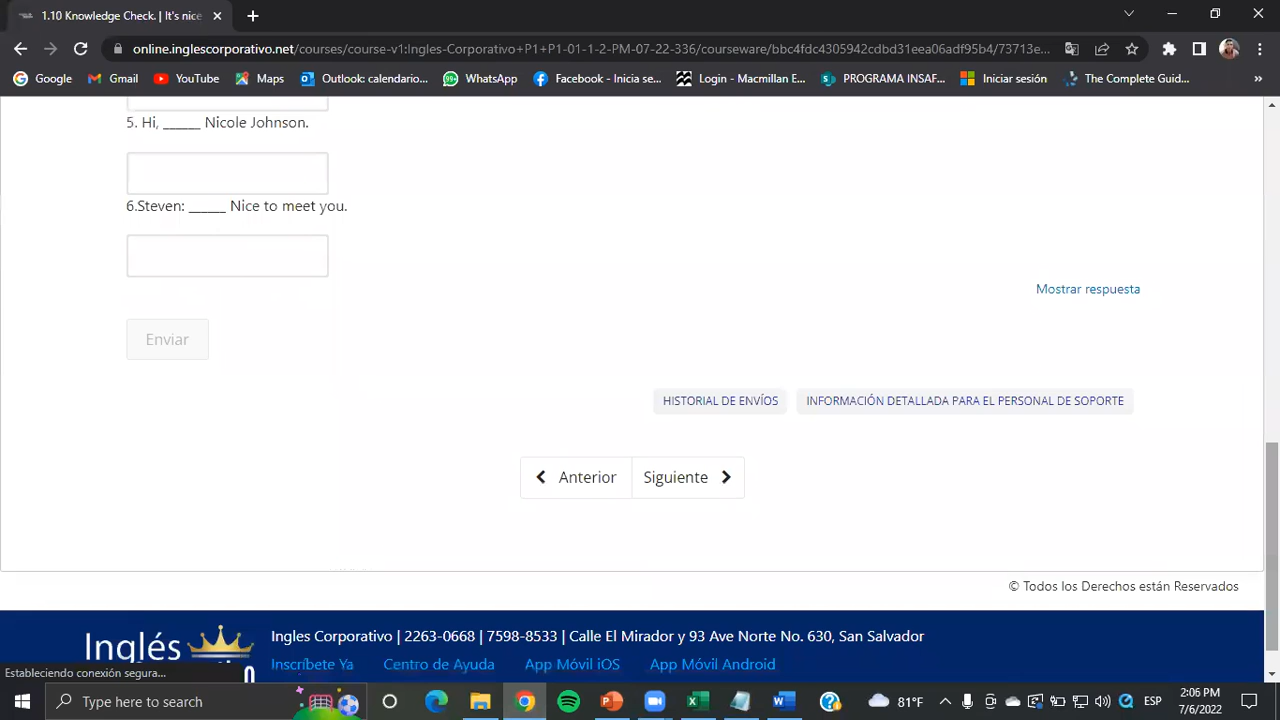 1.10 Knowledge Check. | It's nice
online.inglescorporativo.net/courses/course-v1:Ingles-Corporativo+P1+P1-01-1-2-PM-07-22-336/courseware/bbc4fdc4305942cdbd31eea06adf95b4/73713e...
Google Gmail YouTube Maps Outlook: calendario... WhatsApp Facebook - Inicia se... Login - Macmillan E... PROGRAMA INSAF... Iniciar sesión The Complete Guid... »
5. Hi, ______ Nicole Johnson.
6.Steven: ______ Nice to meet you.
Mostrar respuesta
Enviar
HISTORIAL DE ENVÍOS INFORMACIÓN DETALLADA PARA EL PERSONAL DE SOPORTE
Anterior Siguiente
© Todos los Derechos están Reservados
Inglés
Ingles Corporativo | 2263-0668 | 7598-8533 | Calle El Mirador y 93 Ave Norte No. 630, San Salvador
Inscríbete Ya Centro de Ayuda App Móvil iOS App Móvil Android
Estableciendo conexión segura...
Type here to search
81°F
ESP
2:06 PM
7/6/2022